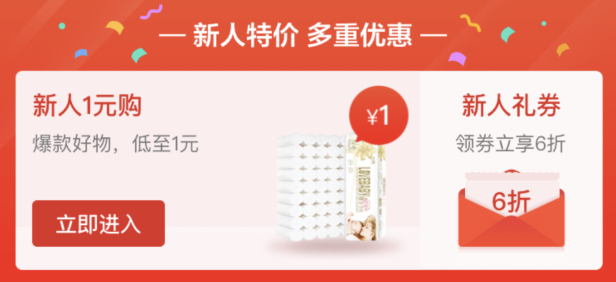 — 新人特价 多重优惠 —
新人1元购
爆款好物，低至1元
立即进入
¥1
LOVEBABY
新人礼券
领券立享6折
6折